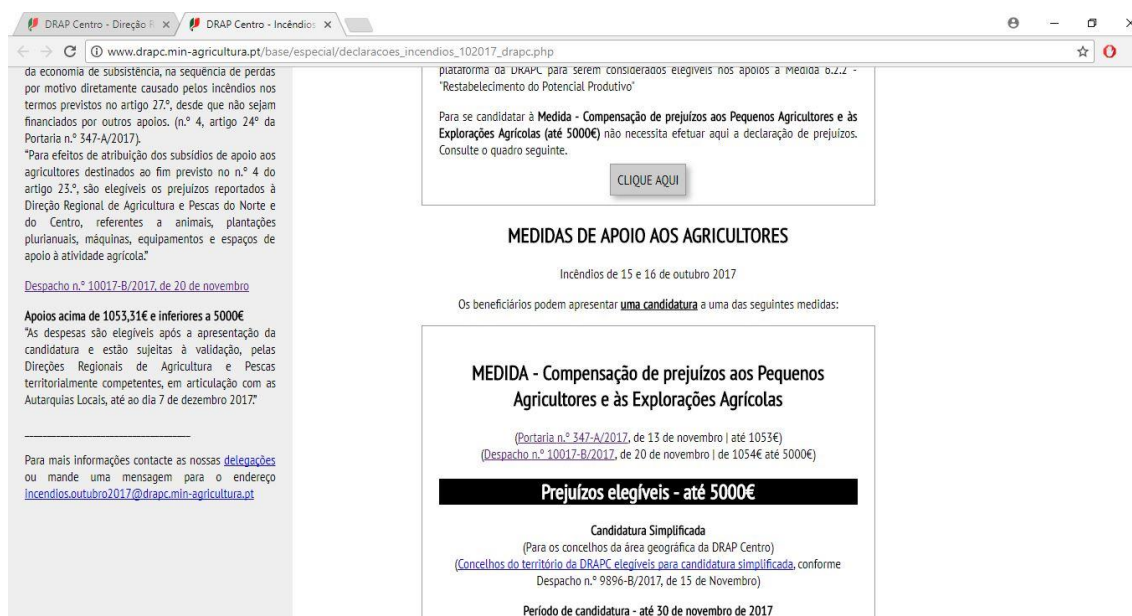 DRAP Centro - Direção R
DRAP Centro - Incêndios
www.drapc.min-agricultura.pt/base/especial/declaracoes_incendios_102017_drapc.php
da economia de subsistência, na sequência de perdas
por motivo diretamente causado pelos incêndios nos
termos previstos no artigo 27.º, desde que não sejam
financiados por outros apoios. (n.º 4, artigo 24º da
Portaria n.º 347-A/2017).
“Para efeitos de atribuição dos subsídios de apoio aos
agricultores destinados ao fim previsto no n.º 4 do
artigo 23.º, são elegíveis os prejuízos reportados à
Direção Regional de Agricultura e Pescas do Norte e
do Centro, referentes a animais, plantações
plurianuais, máquinas, equipamentos e espaços de
apoio à atividade agrícola.”
Despacho n.º 10017-B/2017, de 20 de novembro
Apoios acima de 1053,31€ e inferiores a 5000€
“As despesas são elegíveis após a apresentação da
candidatura e estão sujeitas à validação, pelas
Direções Regionais de Agricultura e Pescas
territorialmente competentes, em articulação com as
Autarquias Locais, até ao dia 7 de dezembro 2017.”
Para mais informações contacte as nossas delegações
ou mande uma mensagem para o endereço
incendios.outubro2017@drapc.min-agricultura.pt
plataforma da DRAPC para serem considerados elegíveis nos apoios à Medida 6.2.2 -
"Restabelecimento do Potencial Produtivo"
Para se candidatar à Medida - Compensação de prejuízos aos Pequenos Agricultores e às
Explorações Agrícolas (até 5000€) não necessita efetuar aqui a declaração de prejuízos.
Consulte o quadro seguinte.
CLIQUE AQUI
MEDIDAS DE APOIO AOS AGRICULTORES
Incêndios de 15 e 16 de outubro 2017
Os beneficiários podem apresentar uma candidatura a uma das seguintes medidas:
MEDIDA - Compensação de prejuízos aos Pequenos
Agricultores e às Explorações Agrícolas
(Portaria n.º 347-A/2017, de 13 de novembro | até 1053€)
(Despacho n.º 10017-B/2017, de 20 de novembro | de 1054€ até 5000€)
Prejuízos elegíveis - até 5000€
Candidatura Simplificada
(Para os concelhos da área geográfica da DRAP Centro)
(Concelhos do território da DRAPC elegíveis para candidatura simplificada, conforme
Despacho n.º 9896-B/2017, de 15 de Novembro)
Período de candidatura - até 30 de novembro de 2017